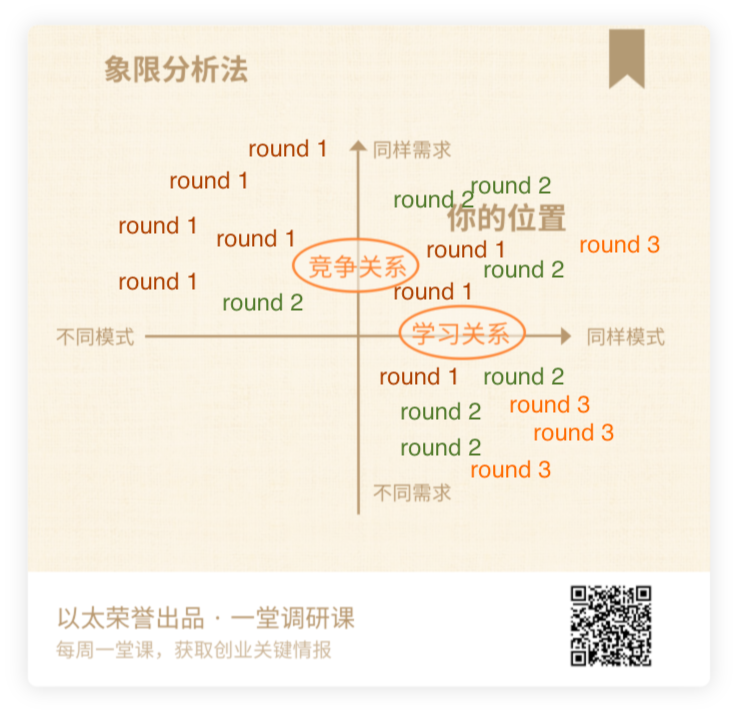 象限分析法
round 1
同样需求
round 1
round 2
round 2
你的位置
round 1
round 1
round 1
round 3
竞争关系
round 2
round 1
round 1
round 2
不同模式
学习关系
同样模式
round 1
round 2
round 2
round 3
round 3
round 2
round 3
不同需求
以太荣誉出品 · 一堂调研课
每周一堂课，获取创业关键情报